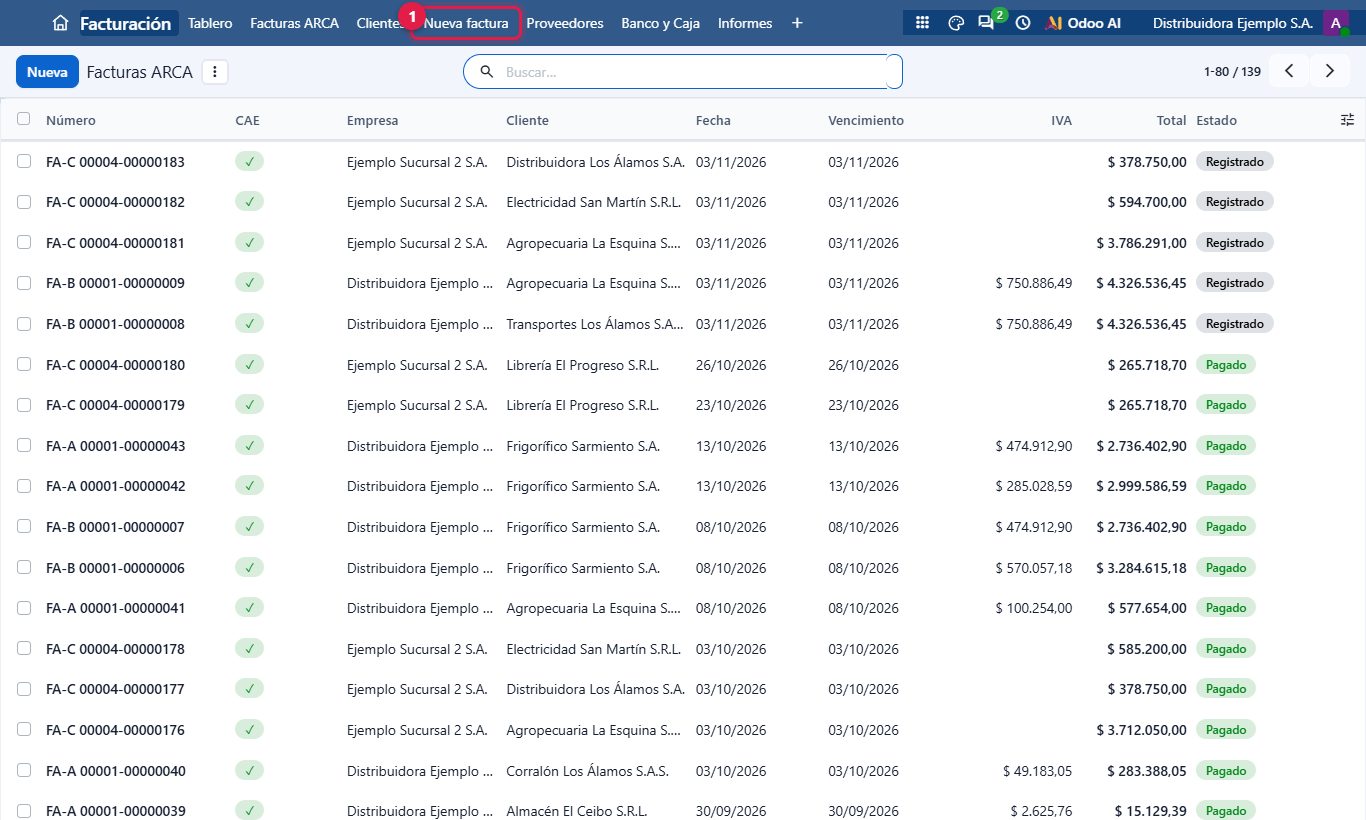 Facturación Tablero Facturas ARCA Clientes 1 Nueva factura Proveedores Banco y Caja Informes + 2 Odoo AI Distribuidora Ejemplo S.A. A
Nueva Facturas ARCA Buscar... 1-80 / 139
Número CAE Empresa Cliente Fecha Vencimiento IVA Total Estado
FA-C 00004-00000183 ✓ Ejemplo Sucursal 2 S.A. Distribuidora Los Álamos S.A. 03/11/2026 03/11/2026 $ 378.750,00 Registrado
FA-C 00004-00000182 ✓ Ejemplo Sucursal 2 S.A. Electricidad San Martín S.R.L. 03/11/2026 03/11/2026 $ 594.700,00 Registrado
FA-C 00004-00000181 ✓ Ejemplo Sucursal 2 S.A. Agropecuaria La Esquina S.... 03/11/2026 03/11/2026 $ 3.786.291,00 Registrado
FA-B 00001-00000009 ✓ Distribuidora Ejemplo ... Agropecuaria La Esquina S.... 03/11/2026 03/11/2026 $ 750.886,49 $ 4.326.536,45 Registrado
FA-B 00001-00000008 ✓ Distribuidora Ejemplo ... Transportes Los Álamos S.A... 03/11/2026 03/11/2026 $ 750.886,49 $ 4.326.536,45 Registrado
FA-C 00004-00000180 ✓ Ejemplo Sucursal 2 S.A. Librería El Progreso S.R.L. 26/10/2026 26/10/2026 $ 265.718,70 Pagado
FA-C 00004-00000179 ✓ Ejemplo Sucursal 2 S.A. Librería El Progreso S.R.L. 23/10/2026 23/10/2026 $ 265.718,70 Pagado
FA-A 00001-00000043 ✓ Distribuidora Ejemplo ... Frigorífico Sarmiento S.A. 13/10/2026 13/10/2026 $ 474.912,90 $ 2.736.402,90 Pagado
FA-A 00001-00000042 ✓ Distribuidora Ejemplo ... Frigorífico Sarmiento S.A. 13/10/2026 13/10/2026 $ 285.028,59 $ 2.999.586,59 Pagado
FA-B 00001-00000007 ✓ Distribuidora Ejemplo ... Frigorífico Sarmiento S.A. 08/10/2026 08/10/2026 $ 474.912,90 $ 2.736.402,90 Pagado
FA-B 00001-00000006 ✓ Distribuidora Ejemplo ... Frigorífico Sarmiento S.A. 08/10/2026 08/10/2026 $ 570.057,18 $ 3.284.615,18 Pagado
FA-A 00001-00000041 ✓ Distribuidora Ejemplo ... Agropecuaria La Esquina S.... 08/10/2026 08/10/2026 $ 100.254,00 $ 577.654,00 Pagado
FA-C 00004-00000178 ✓ Ejemplo Sucursal 2 S.A. Electricidad San Martín S.R.L. 03/10/2026 03/10/2026 $ 585.200,00 Pagado
FA-C 00004-00000177 ✓ Ejemplo Sucursal 2 S.A. Distribuidora Los Álamos S.A. 03/10/2026 03/10/2026 $ 378.750,00 Pagado
FA-C 00004-00000176 ✓ Ejemplo Sucursal 2 S.A. Agropecuaria La Esquina S.... 03/10/2026 03/10/2026 $ 3.712.050,00 Pagado
FA-A 00001-00000040 ✓ Distribuidora Ejemplo ... Corralón Los Álamos S.A.S. 03/10/2026 03/10/2026 $ 49.183,05 $ 283.388,05 Pagado
FA-A 00001-00000039 ✓ Distribuidora Ejemplo ... Almacén El Ceibo S.R.L. 30/09/2026 30/09/2026 $ 2.625,76 $ 15.129,39 Pagado